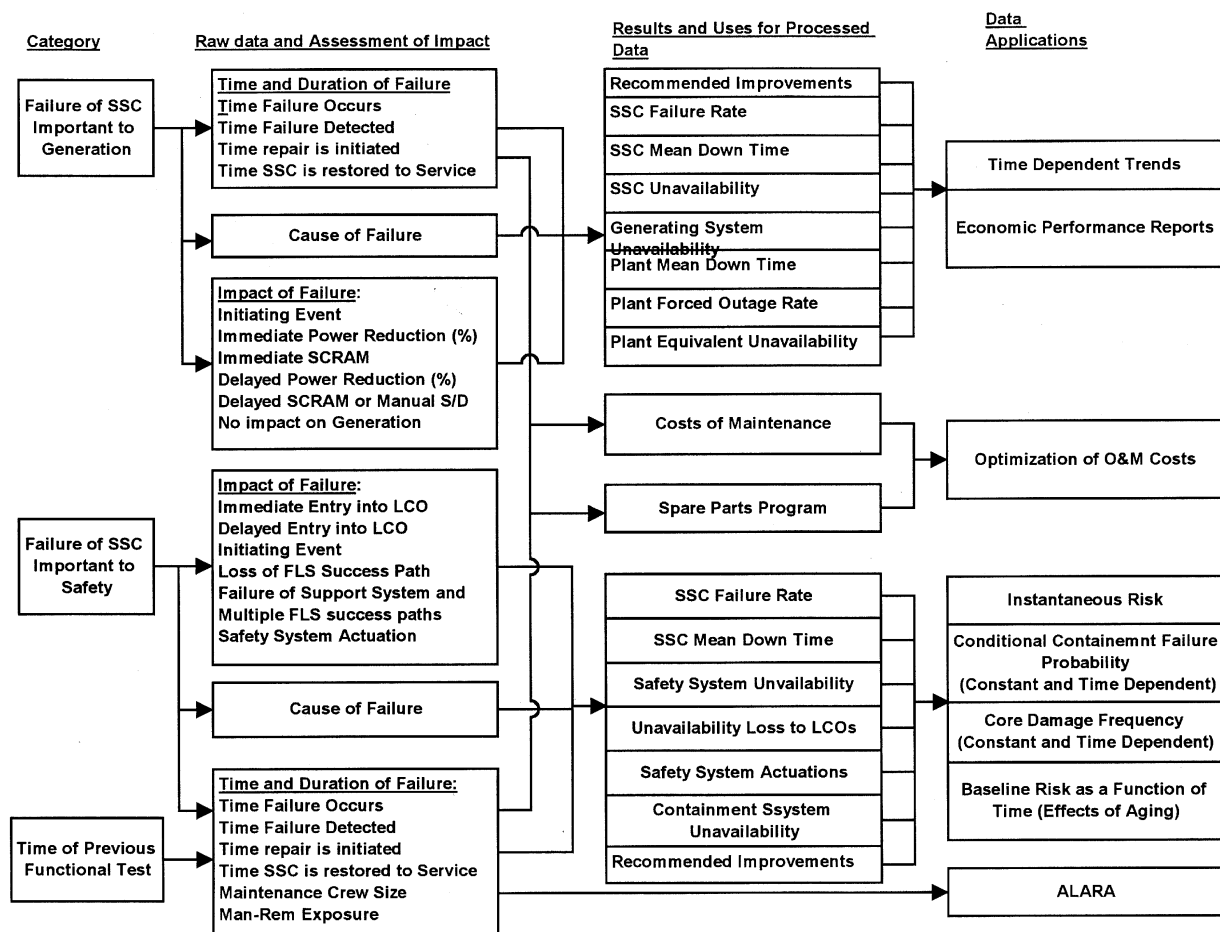 Category
Raw data and Assessment of Impact
Results and Uses for Processed
Data
Data
Applications
Failure of SSC
Important to
Generation
Time and Duration of Failure
Time Failure Occurs
Time Failure Detected
Time repair is initiated
Time SSC is restored to Service
Cause of Failure
Impact of Failure:
Initiating Event
Immediate Power Reduction (%)
Immediate SCRAM
Delayed Power Reduction (%)
Delayed SCRAM or Manual S/D
No impact on Generation
Recommended Improvements
SSC Failure Rate
SSC Mean Down Time
SSC Unavailability
Generating System
Unavailability
Plant Mean Down Time
Plant Forced Outage Rate
Plant Equivalent Unavailability
Time Dependent Trends
Economic Performance Reports
Costs of Maintenance
Spare Parts Program
Optimization of O&M Costs
Failure of SSC
Important to
Safety
Impact of Failure:
Immediate Entry into LCO
Delayed Entry into LCO
Initiating Event
Loss of FLS Success Path
Failure of Support System and
Multiple FLS success paths
Safety System Actuation
Cause of Failure
Time of Previous
Functional Test
Time and Duration of Failure:
Time Failure Occurs
Time Failure Detected
Time repair is initiated
Time SSC is restored to Service
Maintenance Crew Size
Man-Rem Exposure
SSC Failure Rate
SSC Mean Down Time
Safety System Unvailability
Unavailability Loss to LCOs
Safety System Actuations
Containment Ssystem
Unavailability
Recommended Improvements
Instantaneous Risk
Conditional Containemnt Failure
Probability
(Constant and Time Dependent)
Core Damage Frequency
(Constant and Time Dependent)
Baseline Risk as a Function of
Time (Effects of Aging)
ALARA